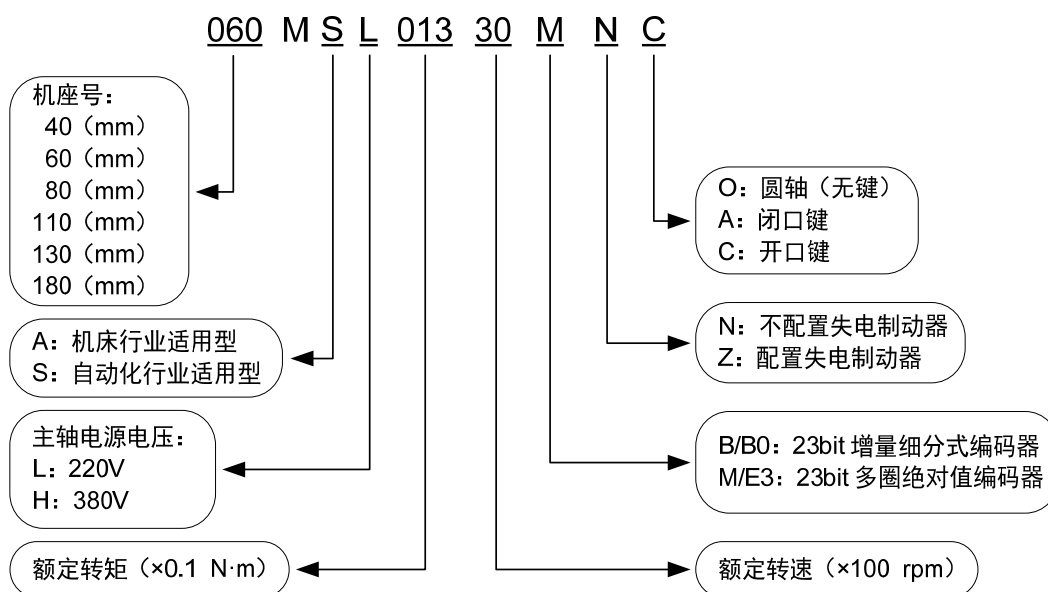 060 M S L 013 30 M N C
机座号：
40（mm）
60（mm）
80（mm）
110（mm）
130（mm）
180（mm）
A：机床行业适用型
S：自动化行业适用型
主轴电源电压：
L：220V
H：380V
额定转矩（×0.1 N·m）
O：圆轴（无键）
A：闭口键
C：开口键
N：不配置失电制动器
Z：配置失电制动器
B/B0：23bit 增量细分式编码器
M/E3：23bit 多圈绝对值编码器
额定转速（×100 rpm）